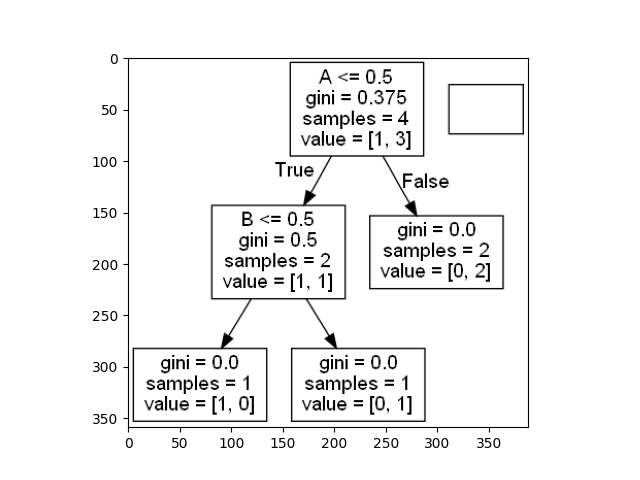 A <= 0.5
gini = 0.375
samples = 4
value = [1, 3]
True
False
B <= 0.5
gini = 0.5
samples = 2
value = [1, 1]
gini = 0.0
samples = 2
value = [0, 2]
gini = 0.0
samples = 1
value = [1, 0]
gini = 0.0
samples = 1
value = [0, 1]
0
50
100
150
200
250
300
350
0 50 100 150 200 250 300 350